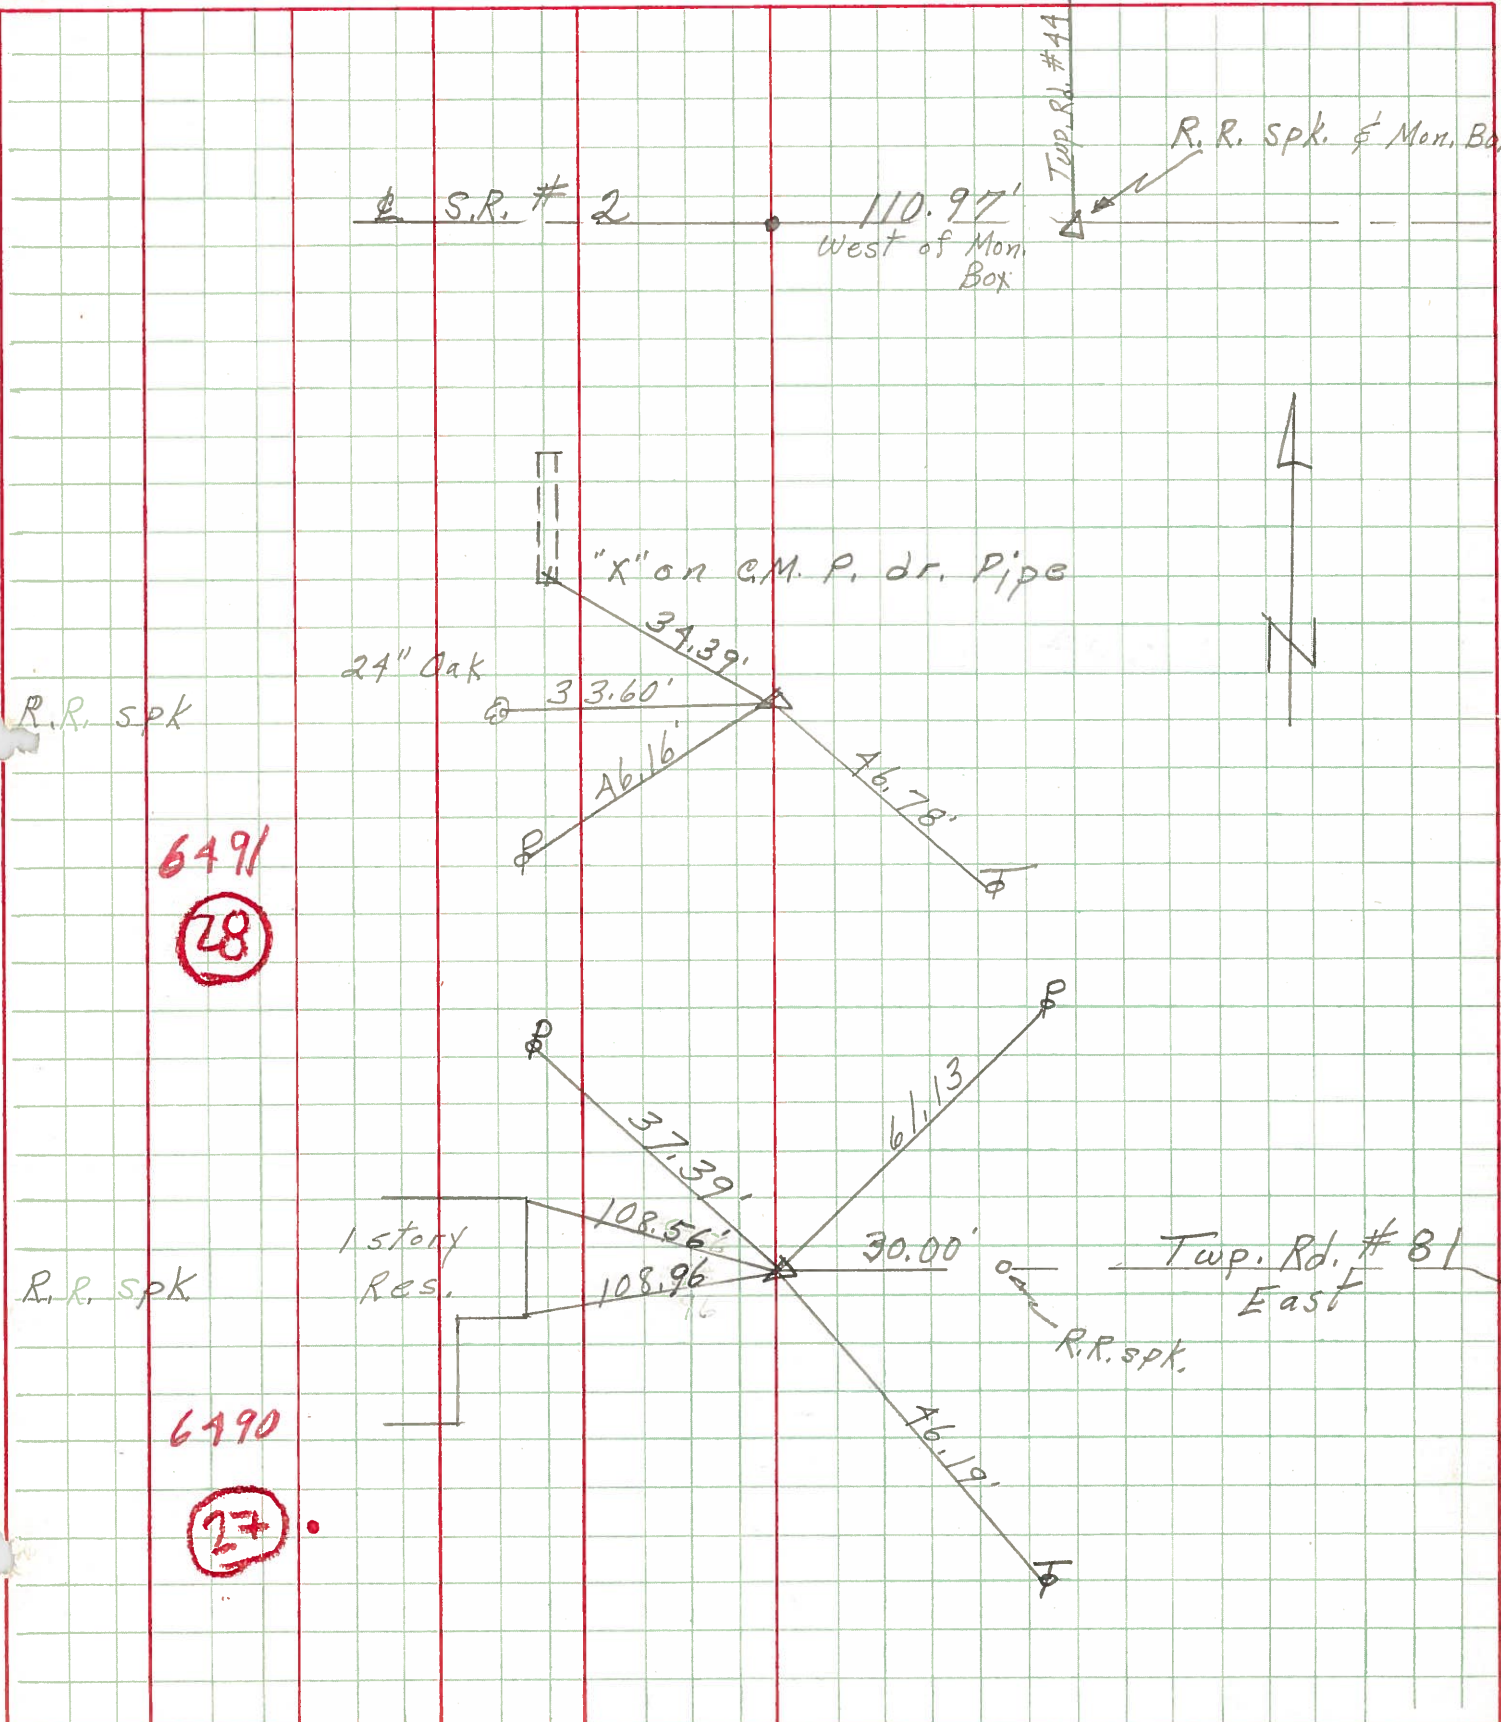 Twp. Rd. #44
R.R. spk. & Mon. Bo
℄ S.R. # 2
110.97'
West of Mon.
Box
"X" on C.M.P. dr. Pipe
34.39'
24" Oak
33.60'
R.R. spk
46.16'
46.78'
P
T
6491
28
N
P
P
37.39'
61.13
108.56'
1 story
Res.
108.96
30.00'
Twp. Rd. # 81
East
R.R. spk
R.R. spk.
46.19'
6490
27
T